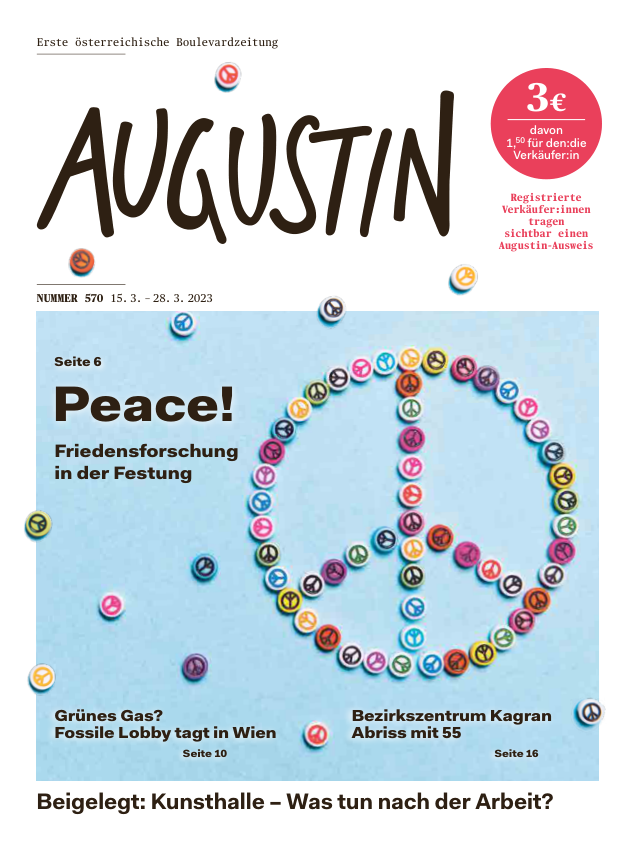 Erste österreichische Boulevardzeitung
AUGUSTIN
3€
davon
1,50 für den:die
Verkäufer:in
Registrierte
Verkäufer:innen
tragen
sichtbar einen
Augustin-Ausweis
NUMMER 570 15. 3. – 28. 3. 2023
Seite 6
Peace!
Friedensforschung
in der Festung
Grünes Gas?
Fossile Lobby tagt in Wien
Seite 10
Bezirkszentrum Kagran
Abriss mit 55
Seite 16
Beigelegt: Kunsthalle – Was tun nach der Arbeit?